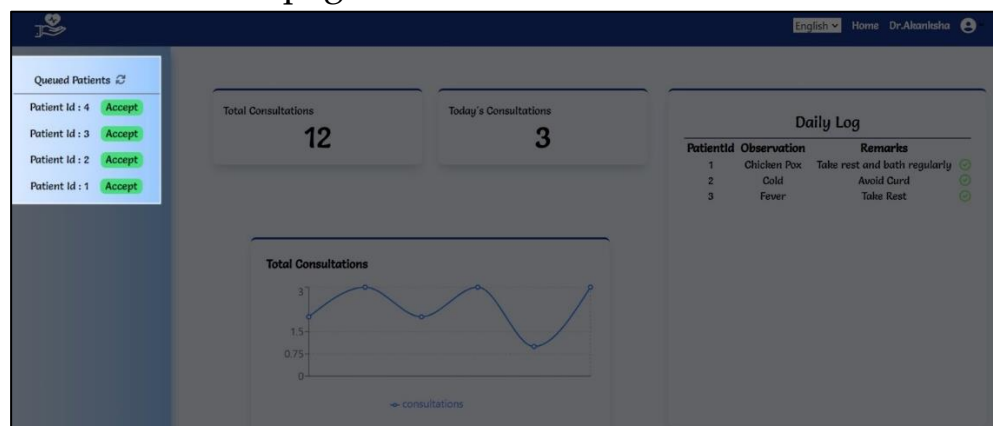 English Home Dr.Akanksha
Queued Patients
Patient Id : 4 Accept
Patient Id : 3 Accept
Patient Id : 2 Accept
Patient Id : 1 Accept
Total Consultations
12
Today's Consultations
3
Daily Log
PatientId Observation Remarks
1 Chicken Pox Take rest and bath regularly
2 Cold Avoid Curd
3 Fever Take Rest
Total Consultations
3
1.5
0.75
0
consultations